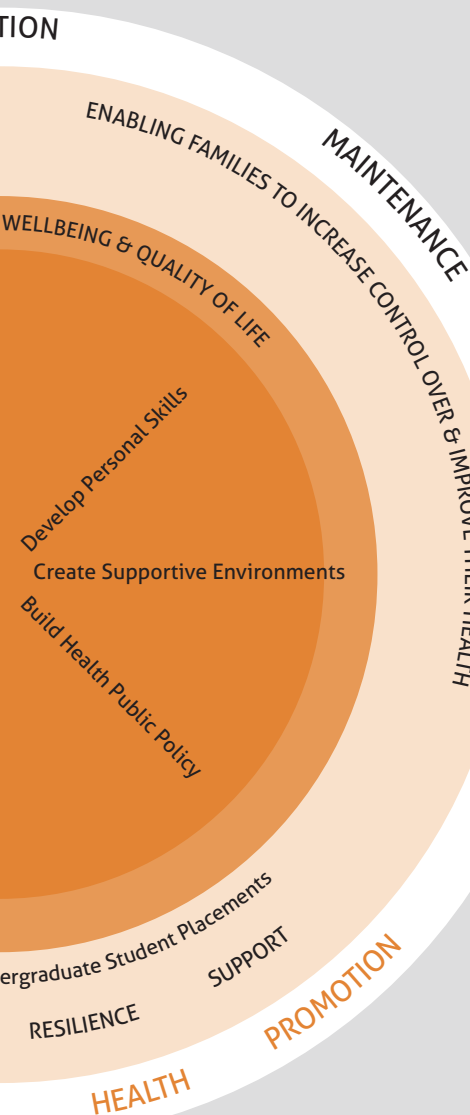 TION
MAINTENANCE
ENABLING FAMILIES TO INCREASE CONTROL OVER & IMPROVE THEIR HEALTH
WELLBEING & QUALITY OF LIFE
Develop Personal Skills
Create Supportive Environments
Build Health Public Policy
ergraduate Student Placements
RESILIENCE SUPPORT
HEALTH PROMOTION